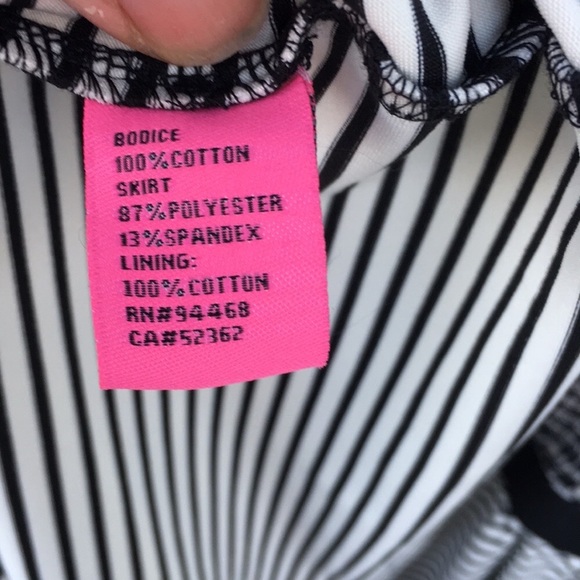 BODICE
100%COTTON
SKIRT
87%POLYESTER
13%SPANDEX
LINING:
100%COTTON
RN#94468
CA#52362